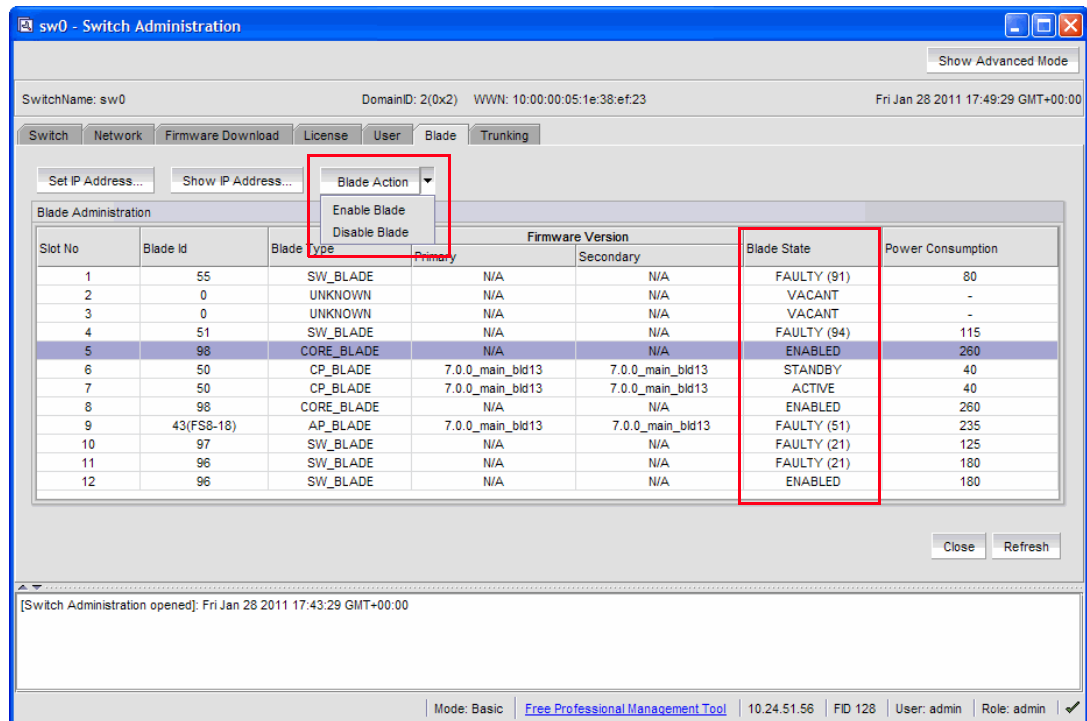 sw0 - Switch Administration
Show Advanced Mode
SwitchName: sw0 DomainID: 2(0x2) WWN: 10:00:00:05:1e:38:ef:23 Fri Jan 28 2011 17:49:29 GMT+00:00
Switch Network Firmware Download License User Blade Trunking
Set IP Address... Show IP Address... Blade Action
Enable Blade
Disable Blade
Blade Administration
Slot No Blade Id Blade Type Firmware Version Blade State Power Consumption
Primary Secondary
1 55 SW_BLADE N/A N/A FAULTY (91) 80
2 0 UNKNOWN N/A N/A VACANT -
3 0 UNKNOWN N/A N/A VACANT -
4 51 SW_BLADE N/A N/A FAULTY (94) 115
5 98 CORE_BLADE N/A N/A ENABLED 260
6 50 CP_BLADE 7.0.0_main_bld13 7.0.0_main_bld13 STANDBY 40
7 50 CP_BLADE 7.0.0_main_bld13 7.0.0_main_bld13 ACTIVE 40
8 98 CORE_BLADE N/A N/A ENABLED 260
9 43(FS8-18) AP_BLADE 7.0.0_main_bld13 7.0.0_main_bld13 FAULTY (51) 235
10 97 SW_BLADE N/A N/A FAULTY (21) 125
11 96 SW_BLADE N/A N/A FAULTY (21) 180
12 96 SW_BLADE N/A N/A ENABLED 180
Close Refresh
[Switch Administration opened]: Fri Jan 28 2011 17:43:29 GMT+00:00
Mode: Basic Free Professional Management Tool 10.24.51.56 FID 128 User: admin Role: admin